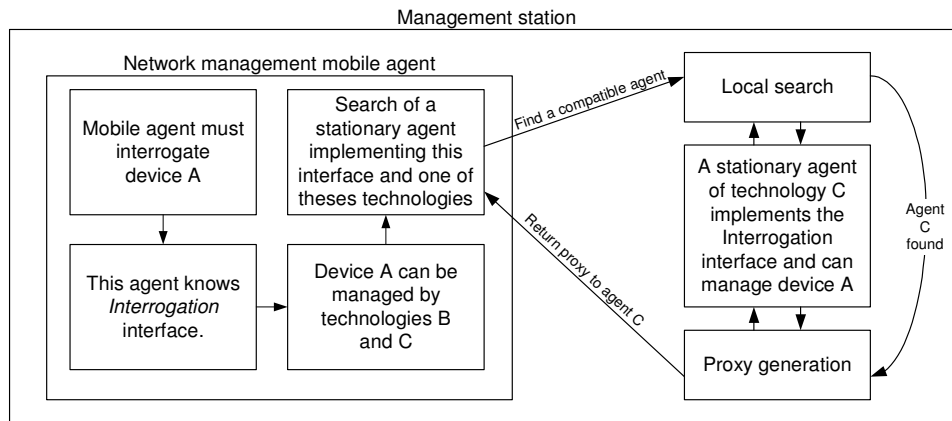 Management station
Network management mobile agent
Mobile agent must
interrogate
device A
This agent knows
Interrogation
interface.
Search of a
stationary agent
implementing this
interface and one of
theses technologies
Device A can be
managed by
technologies B
and C
Find a compatible agent
Return proxy to agent C
Local search
A stationary agent
of technology C
implements the
Interrogation
interface and can
manage device A
Proxy generation
Agent
C
found